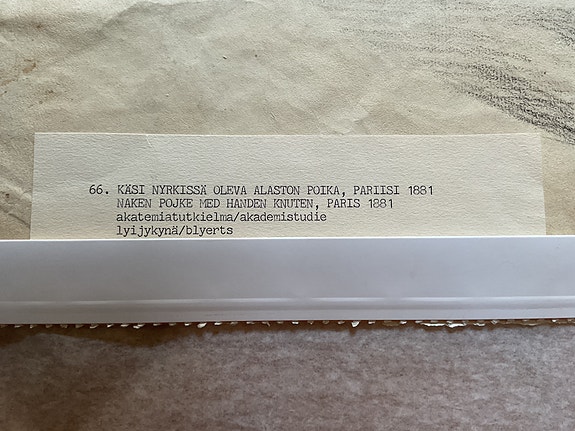 66. KÄSI NYRKISSÄ OLEVA ALASTON POIKA, PARIISI 1881
NAKEN POJKE MED HANDEN KNUTEN, PARIS 1881
akatemiatutkielma/akademistudie
lyijykynä/blyerts